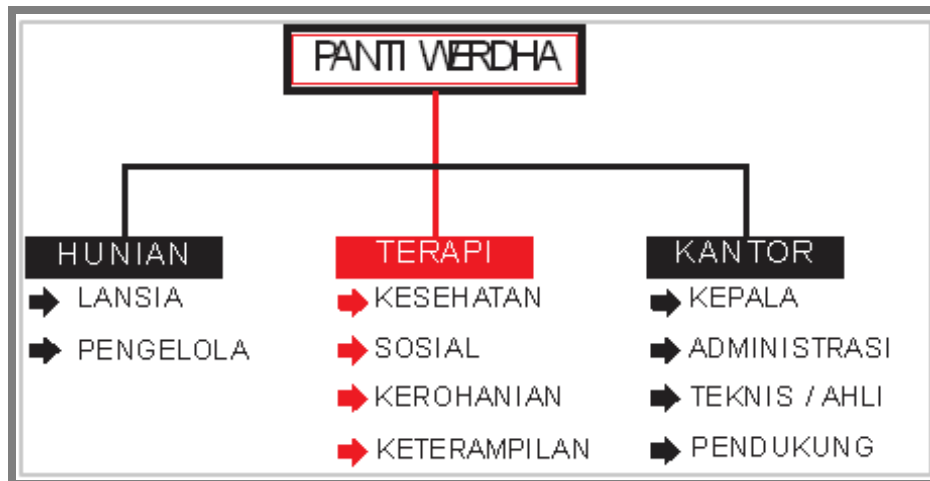 PANTI WERDHA
HUNIAN
LANSIA
PENGELOLA
TERAPI
KESEHATAN
SOSIAL
KEROHANIAN
KETERAMPILAN
KANTOR
KEPALA
ADMINISTRASI
TEKNIS / AHLI
PENDUKUNG